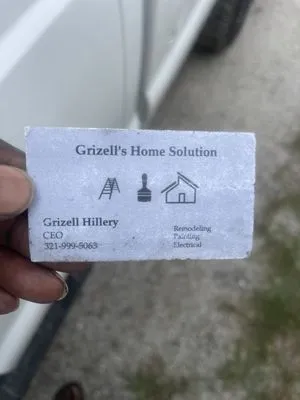 Grizell's Home Solution
Grizell Hillery
CEO
321-999-5063
Remodeling
Painting
Electrical